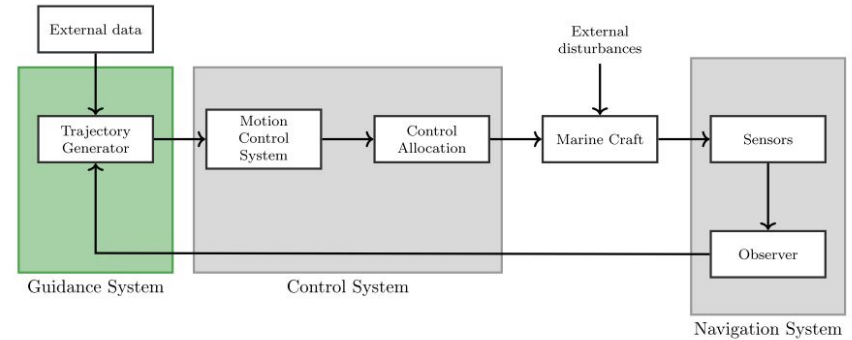 External data
External
disturbances
Trajectory
Generator
Motion
Control
System
Control
Allocation
Marine Craft
Sensors
Observer
Guidance System
Control System
Navigation System